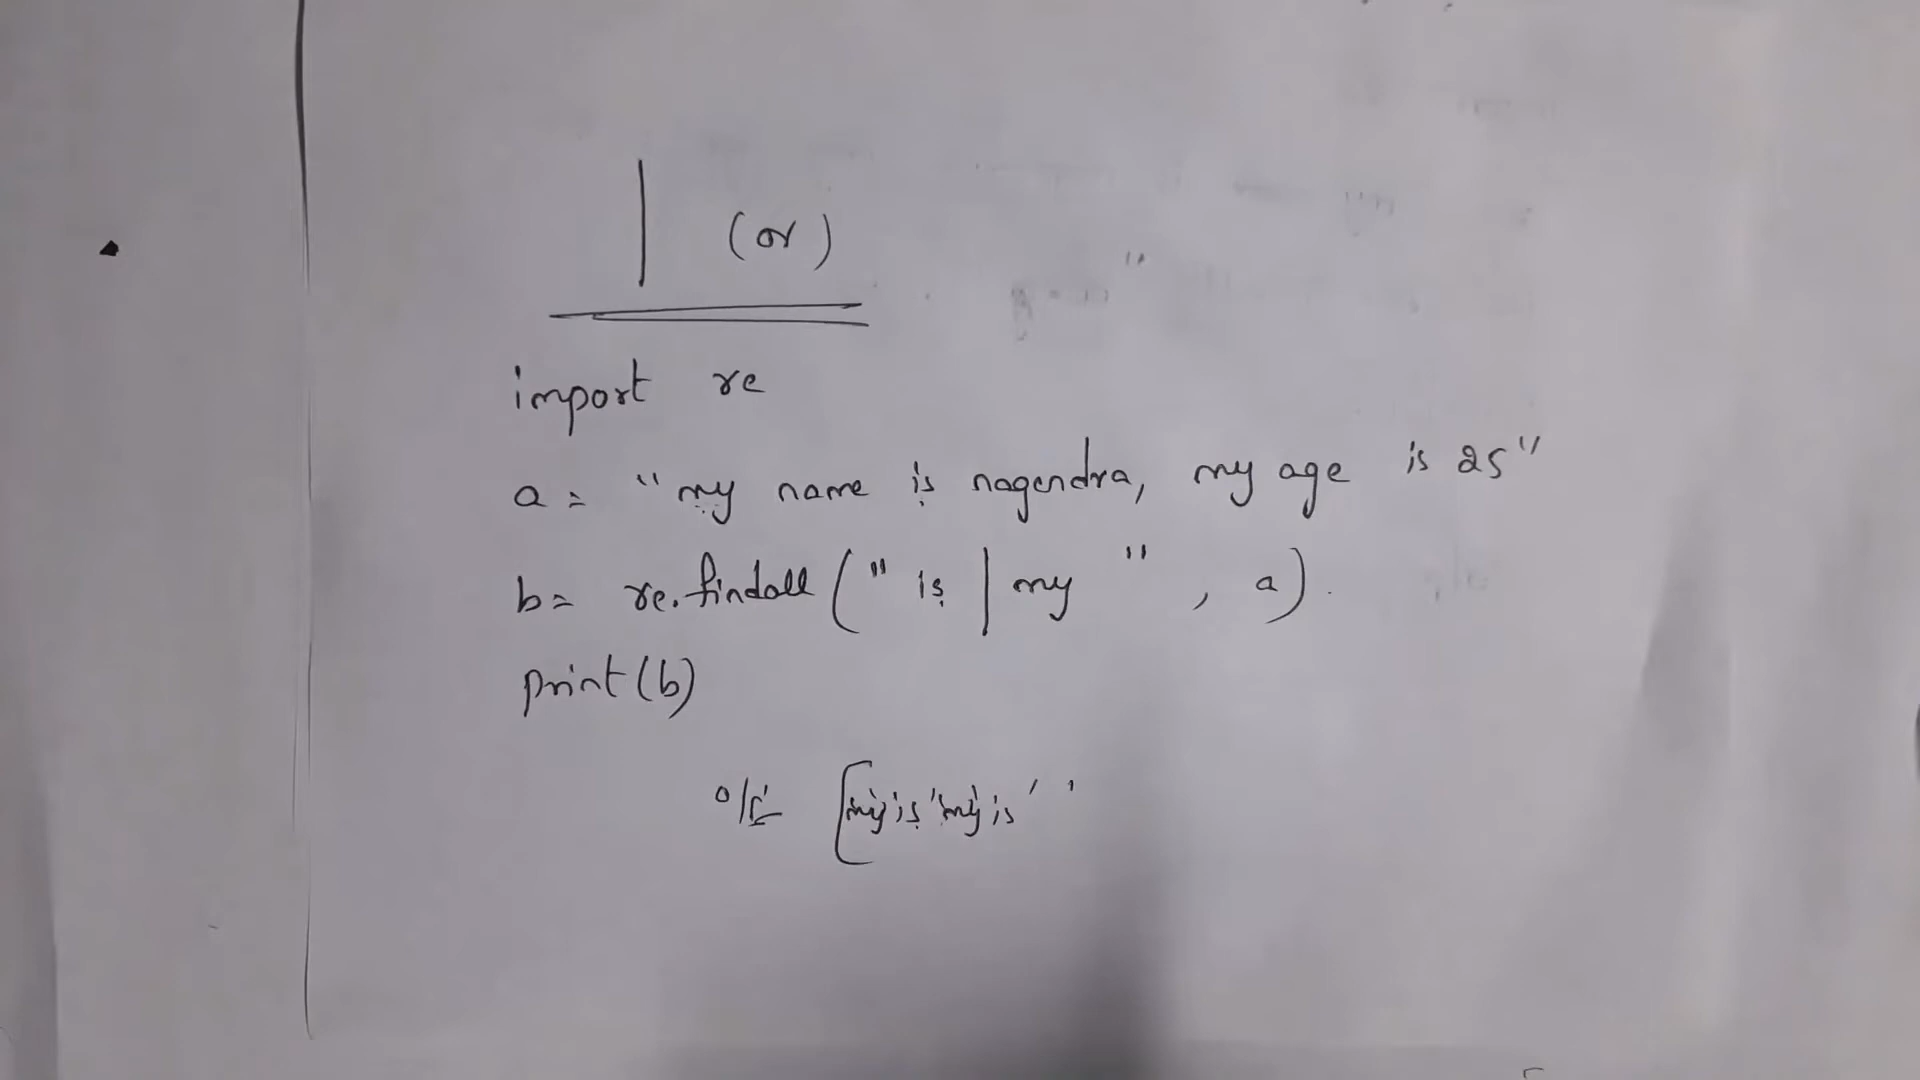 | (or)
import re
a = "my name is nagendra, my age is 25"
b = re.findall (" is | my ", a).
print(b)
o/p ['my' is 'my' is ' '